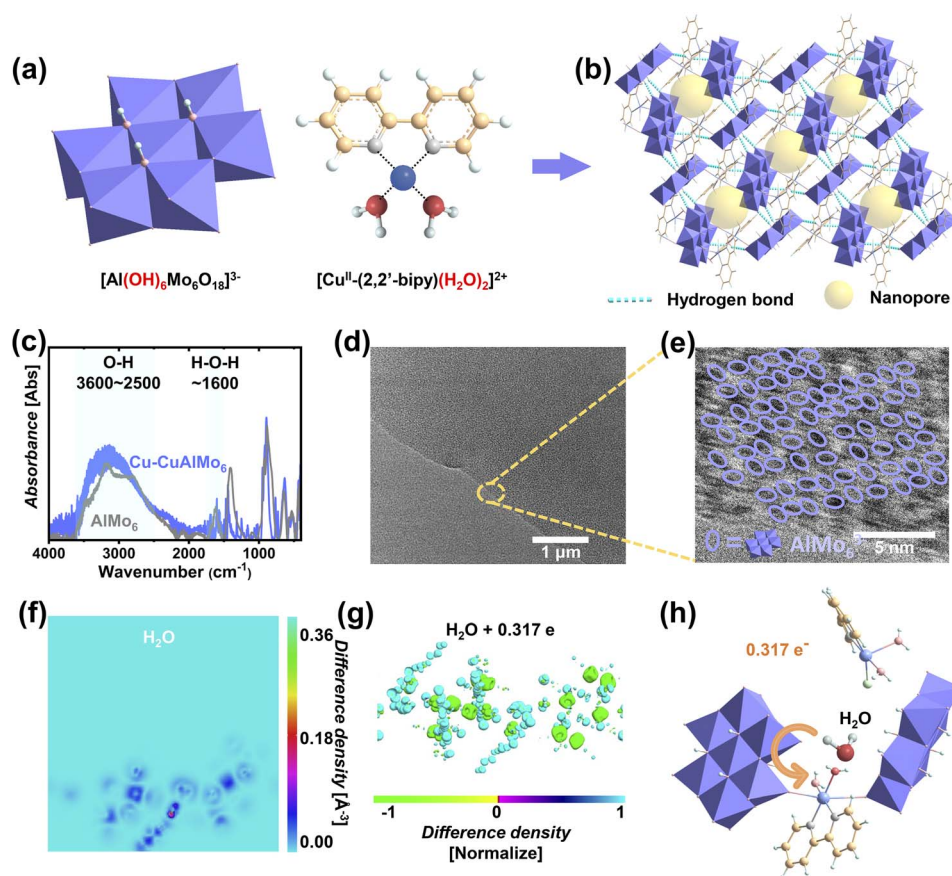 (a)
(b)
[Al(OH)₆Mo₆O₁₈]³⁻
[Cuᴵᴵ-(2,2'-bipy)(H₂O)₂]²⁺
Hydrogen bond
Nanopore
(c)
O-H
3600~2500
H-O-H
~1600
Absorbance [Abs]
Cu-CuAlMo₆
AlMo₆
4000 3000 2000 1000
Wavenumber (cm⁻¹)
(d)
1 μm
(e)
= AlMo₆
5 nm
(f)
H₂O
0.36
0.18
0.00
Difference density [Å⁻³]
(g)
H₂O + 0.317 e
-1 0 1
Difference density
[Normalize]
(h)
0.317 e⁻
H₂O